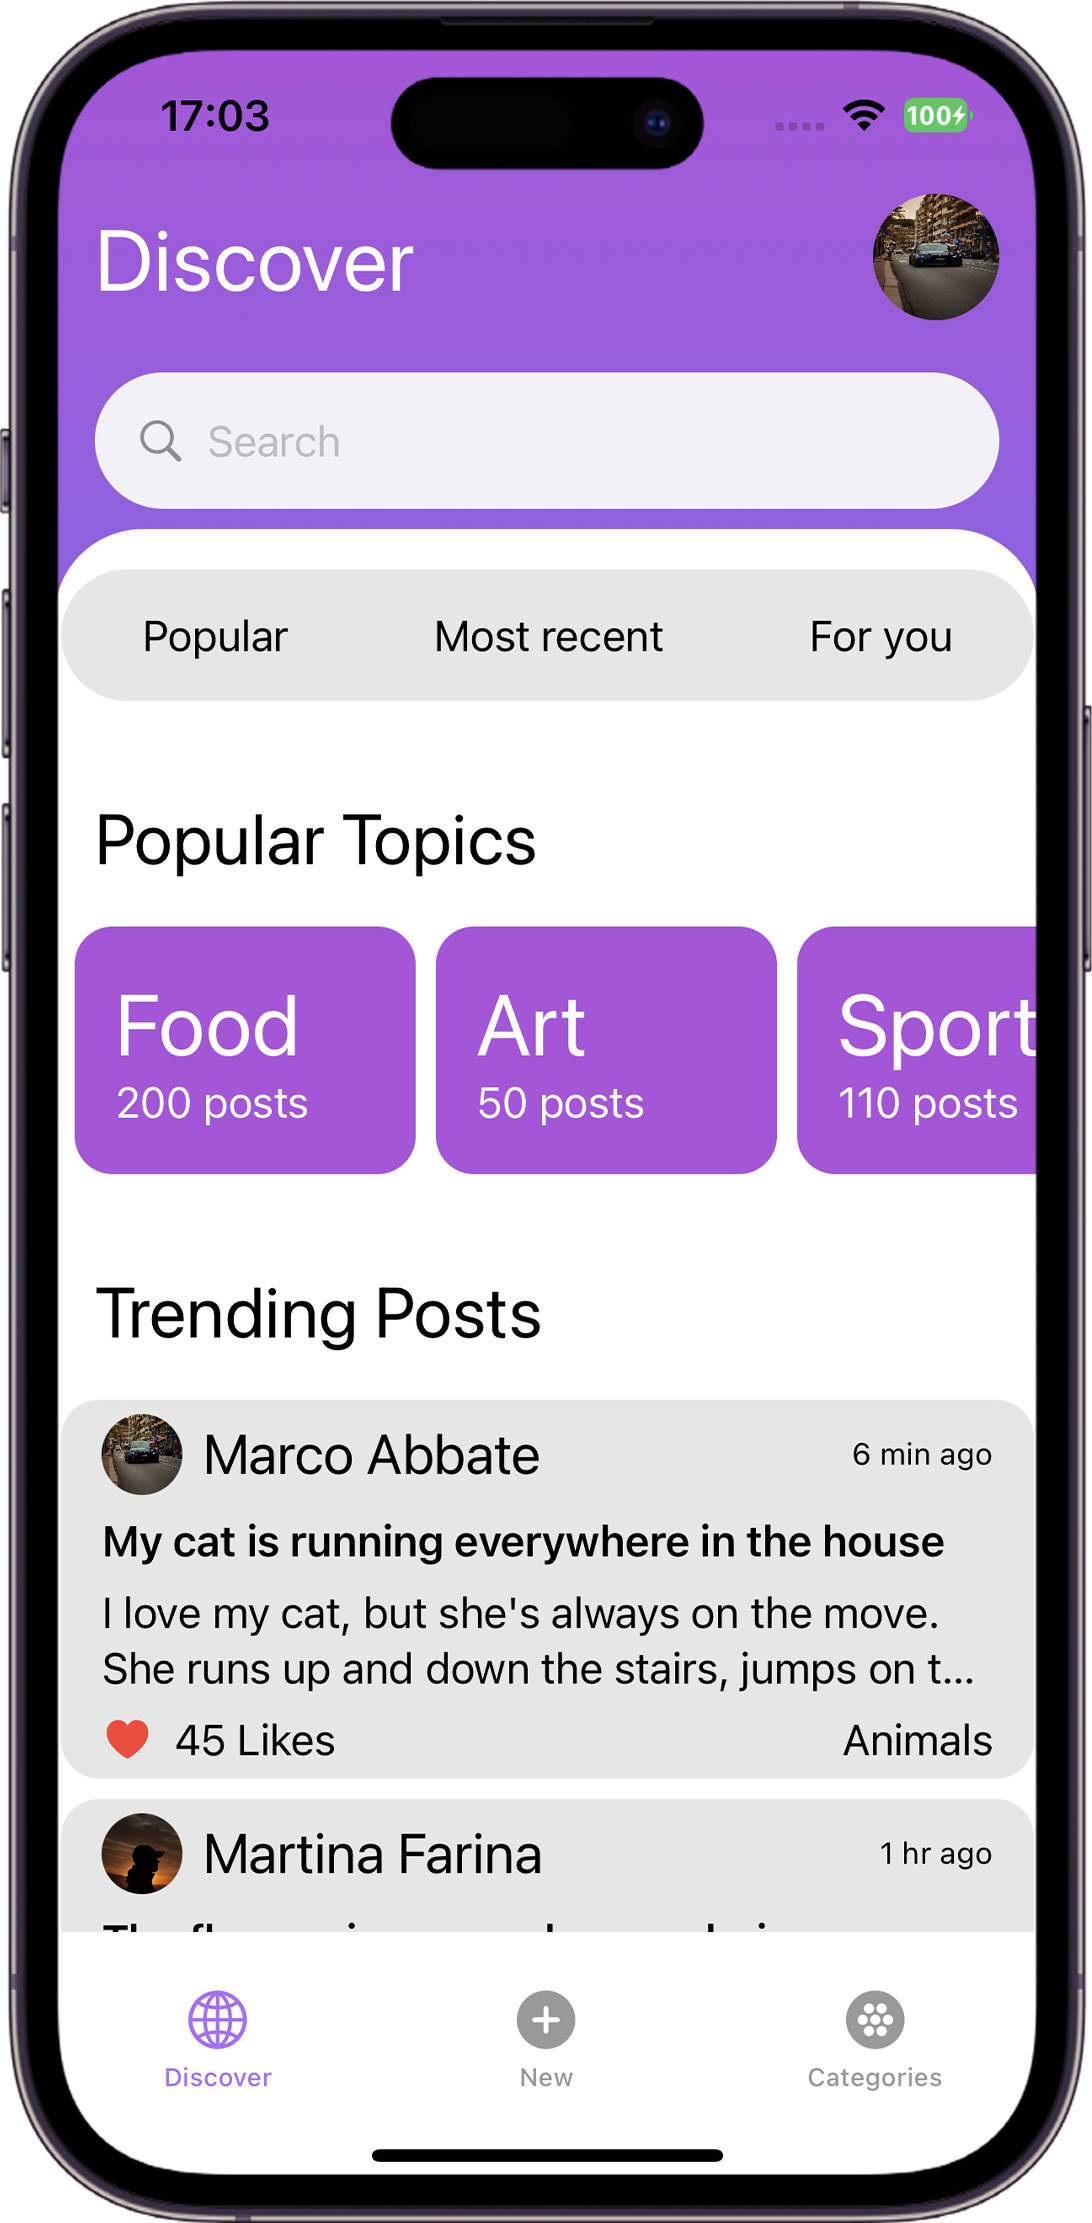 17:03
100
Discover
Search
Popular Most recent For you
Popular Topics
Food Art Sport
200 posts 50 posts 110 posts
Trending Posts
Marco Abbate 6 min ago
My cat is running everywhere in the house
I love my cat, but she's always on the move.
She runs up and down the stairs, jumps on t...
45 Likes Animals
Martina Farina 1 hr ago
Discover New Categories